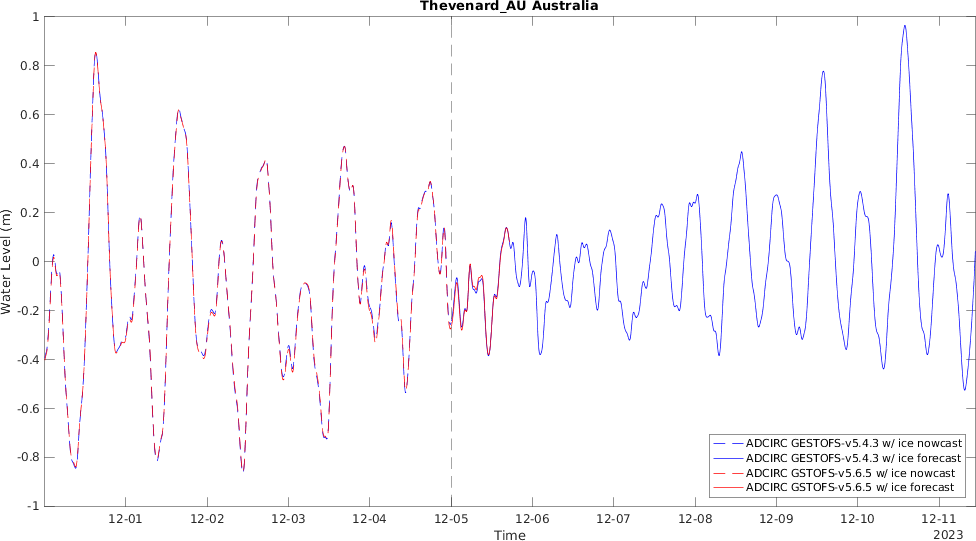 Thevenard_AU Australia
Water Level (m)
1
0.8
0.6
0.4
0.2
0
-0.2
-0.4
-0.6
-0.8
-1
ADCIRC GESTOFS-v5.4.3 w/ ice nowcast
ADCIRC GESTOFS-v5.4.3 w/ ice forecast
ADCIRC GSTOFS-v5.6.5 w/ ice nowcast
ADCIRC GSTOFS-v5.6.5 w/ ice forecast
12-01 12-02 12-03 12-04 12-05 12-06 12-07 12-08 12-09 12-10 12-11
Time
2023